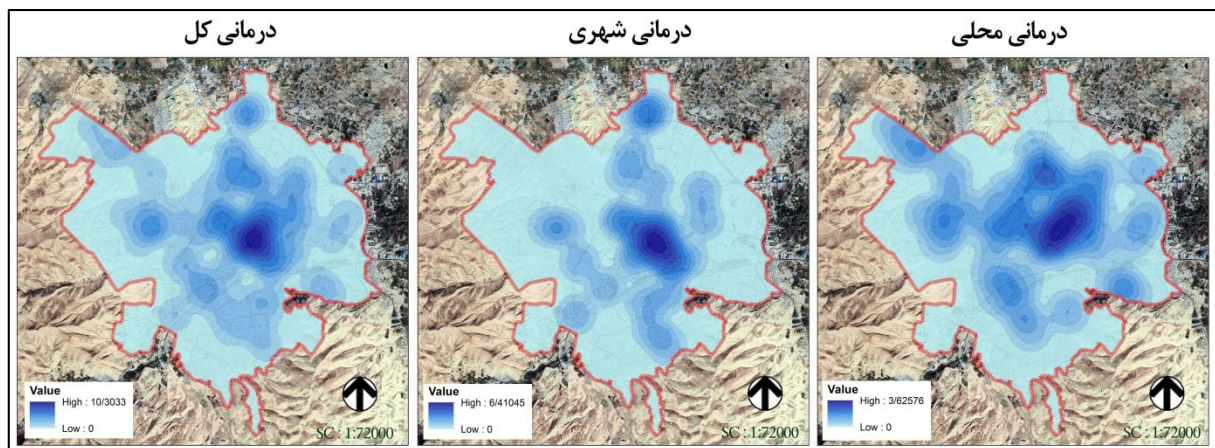 درمانی محلی
درمانی شهری
درمانی کل
Value
High : 10/3033
Low : 0
SC : 1:72000
Value
High : 6/41045
Low : 0
SC : 1:72000
Value
High : 3/62576
Low : 0
SC : 1:72000